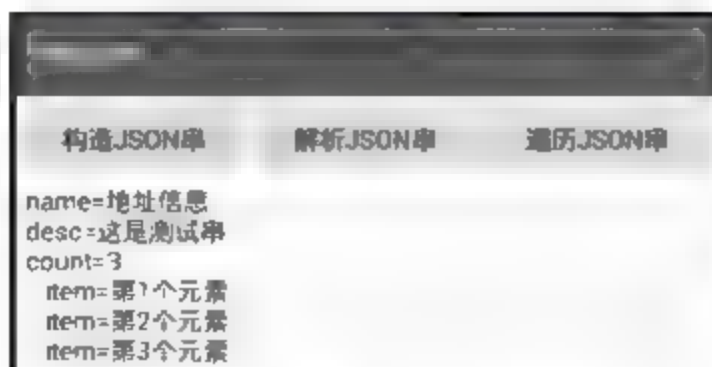 构造JSON串 解析JSON串 遍历JSON串
name=地址信息
desc=这是测试串
count=3
item=第1个元素
item=第2个元素
item=第3个元素